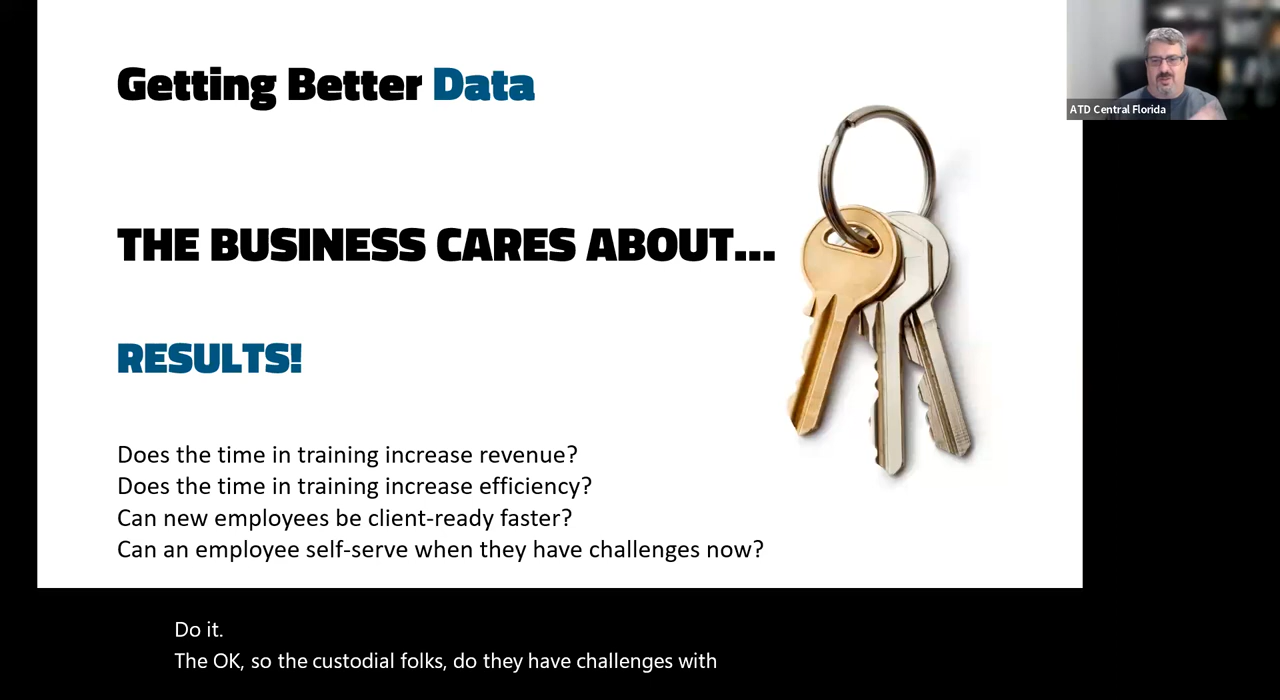 Getting Better Data
ATD Central Florida
THE BUSINESS CARES ABOUT...
RESULTS!
Does the time in training increase revenue?
Does the time in training increase efficiency?
Can new employees be client-ready faster?
Can an employee self-serve when they have challenges now?
Do it.
The OK, so the custodial folks, do they have challenges with